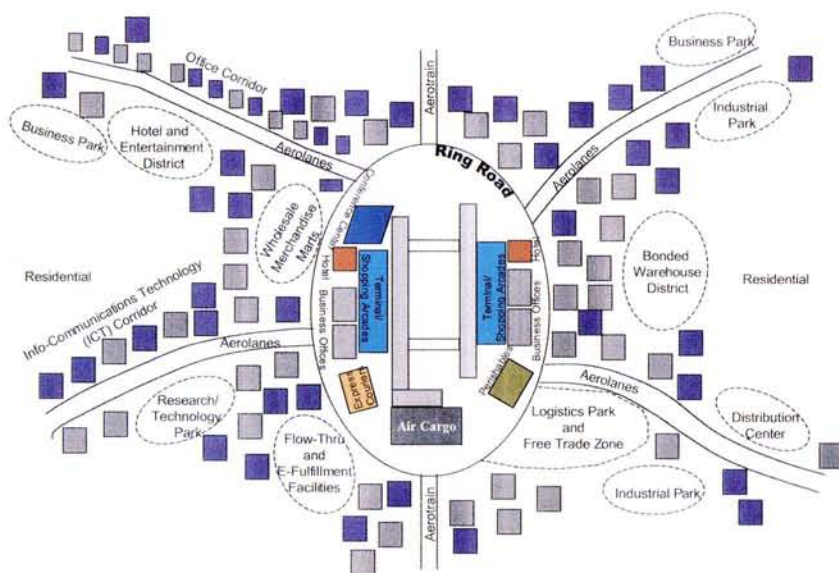 Office Corridor
Aerotrain
Business Park
Industrial Park
Business Park
Hotel and
Entertainment
District
Aerolanes
Ring Road
Aerolanes
Conference Center
Wholesale
Merchandise
Marts
Hotel
Hotel
Terminal/
Shopping Arcades
Terminal/
Shopping Arcades
Business Offices
Business Offices
Bonded
Warehouse
District
Residential
Residential
Info-Communications Technology
(ICT) Corridor
Aerolanes
Express
Couriers
Perishables
Aerolanes
Research/
Technology
Park
Air Cargo
Logistics Park
and
Free Trade Zone
Distribution
Center
Flow-Thru
and
E-Fulfillment
Facilities
Aerotrain
Industrial Park